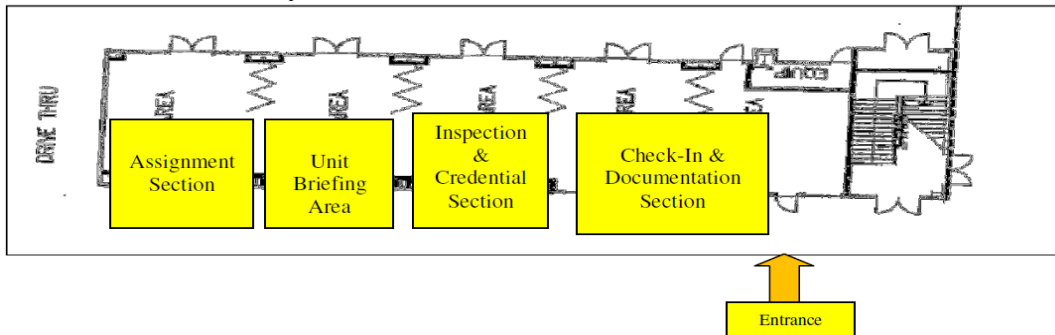 DRIVE THRU
AREA
AREA
AREA
AREA
AREA
EQUIP
Assignment
Section
Unit
Briefing
Area
Inspection
&
Credential
Section
Check-In &
Documentation
Section
Entrance